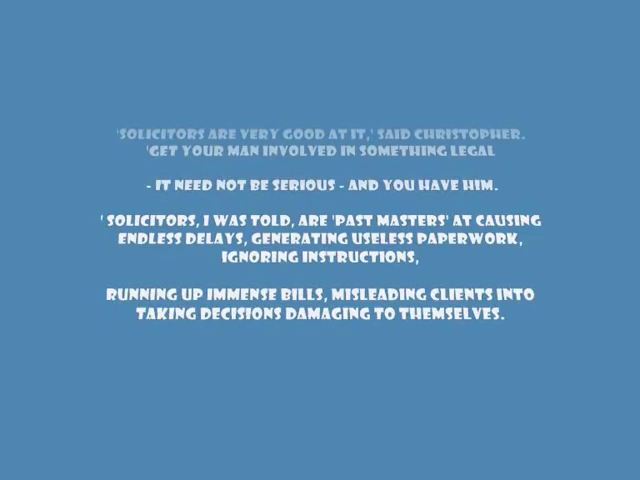 'SOLICITORS ARE VERY GOOD AT IT,' SAID CHRISTOPHER.
'GET YOUR MAN INVOLVED IN SOMETHING LEGAL
- IT NEED NOT BE SERIOUS - AND YOU HAVE HIM.
' SOLICITORS, I WAS TOLD, ARE 'PAST MASTERS' AT CAUSING
ENDLESS DELAYS, GENERATING USELESS PAPERWORK,
IGNORING INSTRUCTIONS,
RUNNING UP IMMENSE BILLS, MISLEADING CLIENTS INTO
TAKING DECISIONS DAMAGING TO THEMSELVES.